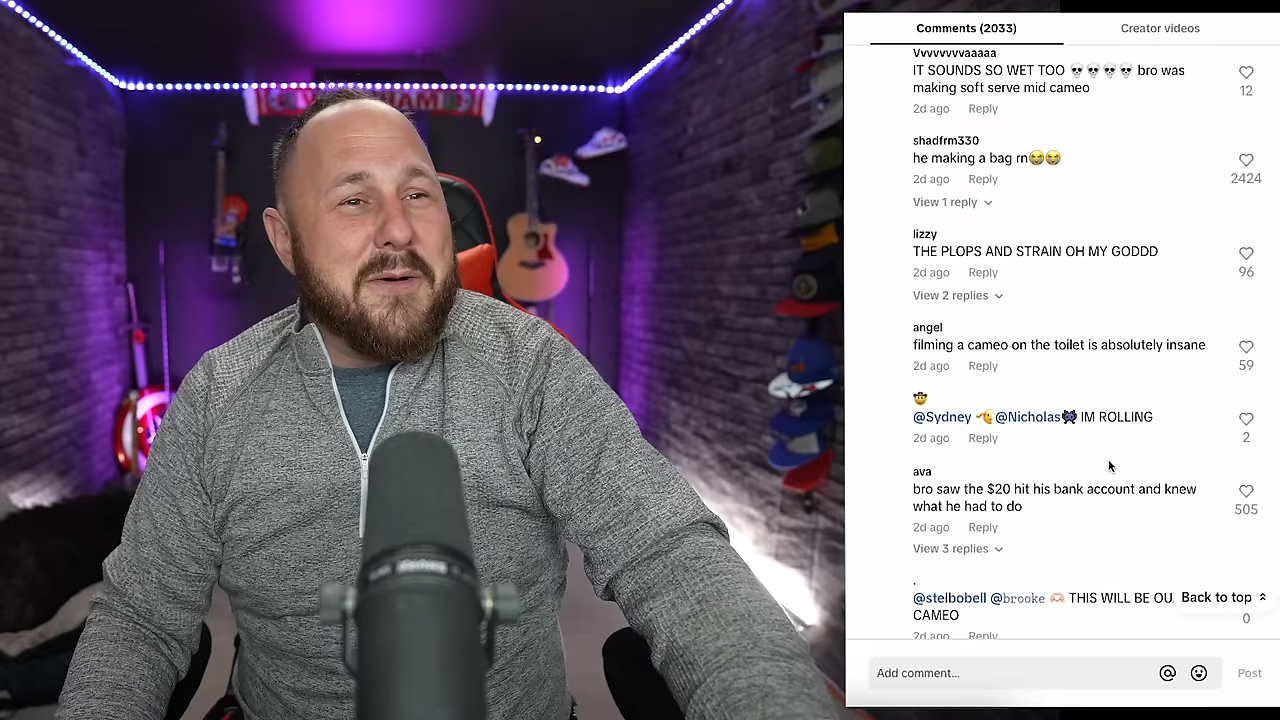 Comments (2033)
Creator videos
Vvvvvvvaaaaa
IT SOUNDS SO WET TOO 💀💀💀💀 bro was
making soft serve mid cameo
12
2d ago Reply
shadfrm330
he making a bag rn😭😭
2424
2d ago Reply
View 1 reply
lizzy
THE PLOPS AND STRAIN OH MY GODDD
96
2d ago Reply
View 2 replies
angel
filming a cameo on the toilet is absolutely insane
59
2d ago Reply
🤠
@Sydney 🫡 @Nicholas👾 IM ROLLING
2
2d ago Reply
ava
bro saw the $20 hit his bank account and knew
what he had to do
505
2d ago Reply
View 3 replies
.
@stelbobell @brooke 🫶🏻 THIS WILL BE OU
CAMEO
Back to top
0
2d ago Reply
Add comment...
Post